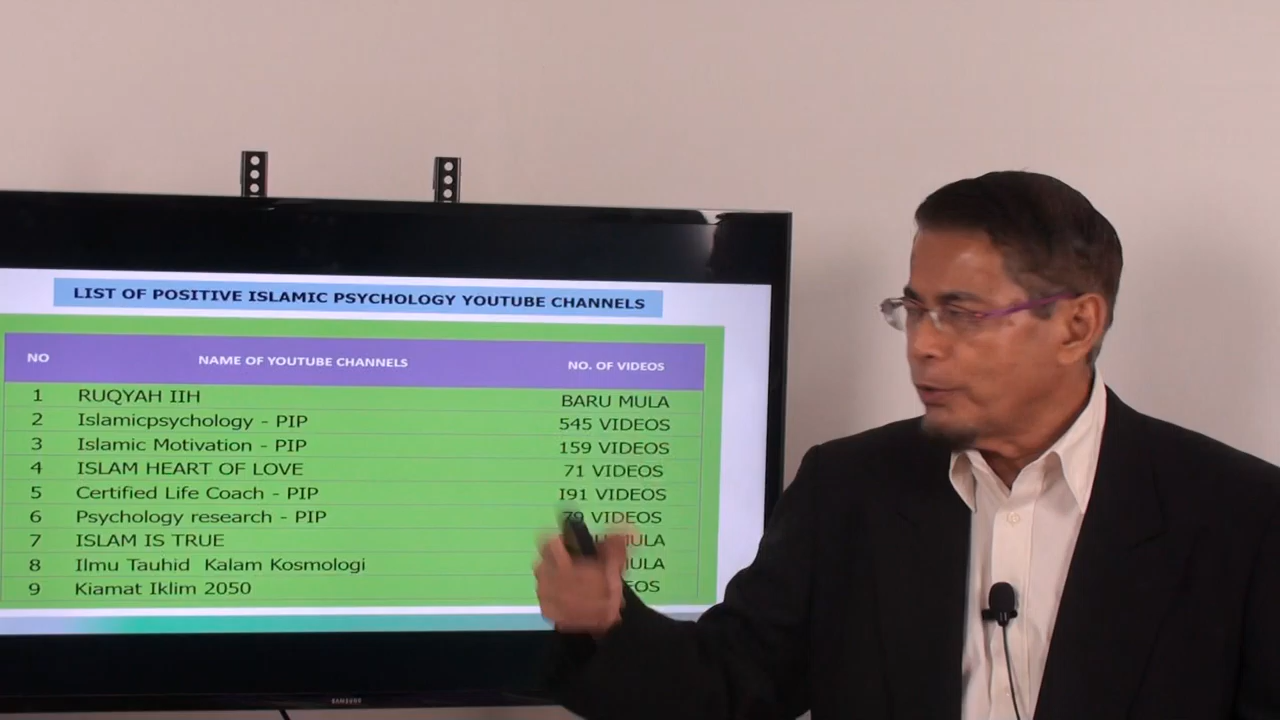 LIST OF POSITIVE ISLAMIC PSYCHOLOGY YOUTUBE CHANNELS
NO NAME OF YOUTUBE CHANNELS NO. OF VIDEOS
1 RUQYAH IIH BARU MULA
2 Islamicpsychology - PIP 545 VIDEOS
3 Islamic Motivation - PIP 159 VIDEOS
4 ISLAM HEART OF LOVE 71 VIDEOS
5 Certified Life Coach - PIP I91 VIDEOS
6 Psychology research - PIP 79 VIDEOS
7 ISLAM IS TRUE
8 Ilmu Tauhid Kalam Kosmologi
9 Kiamat Iklim 2050
SAMSUNG